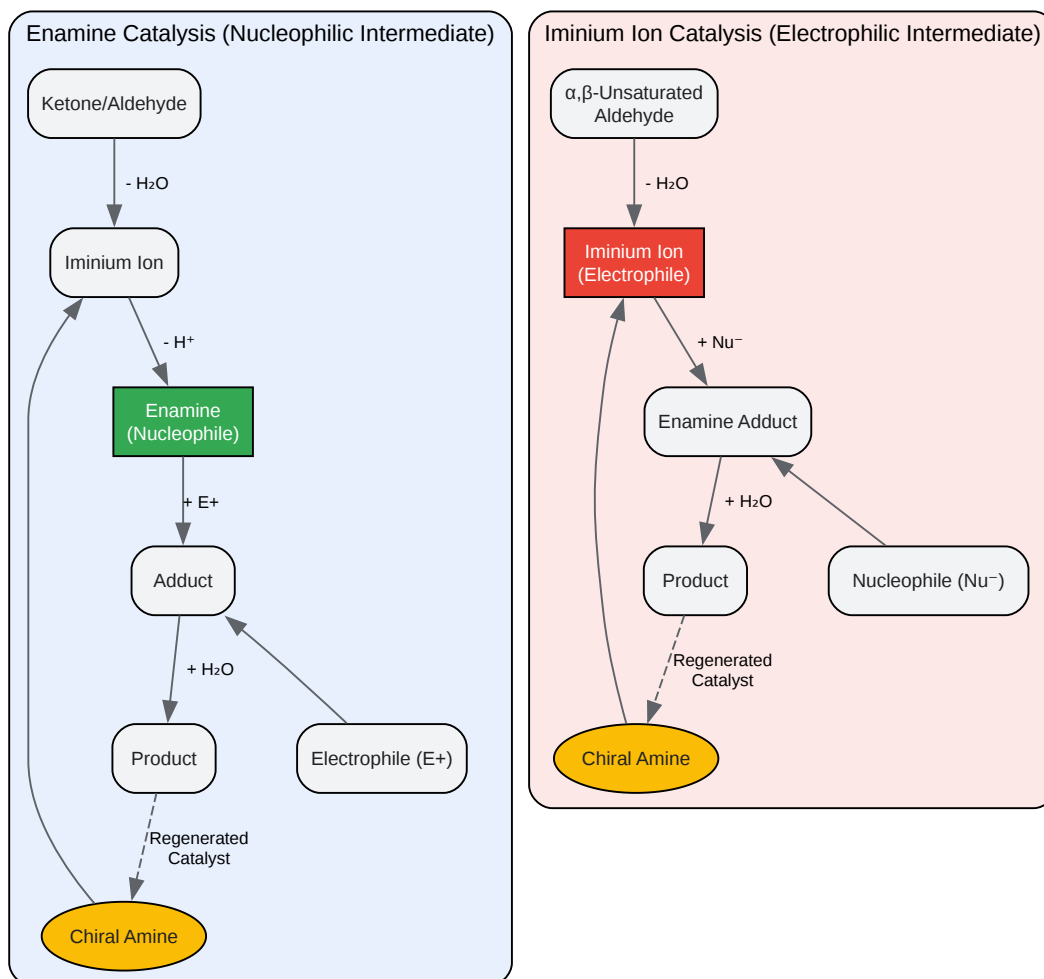 Enamine Catalysis (Nucleophilic Intermediate)
Ketone/Aldehyde
- H₂O
Iminium Ion
- H⁺
Enamine
(Nucleophile)
+ E+
Adduct
+ H₂O
Product
Electrophile (E+)
Regenerated
Catalyst
Chiral Amine
Iminium Ion Catalysis (Electrophilic Intermediate)
α,β-Unsaturated
Aldehyde
- H₂O
Iminium Ion
(Electrophile)
+ Nu⁻
Enamine Adduct
+ H₂O
Product
Nucleophile (Nu⁻)
Regenerated
Catalyst
Chiral Amine